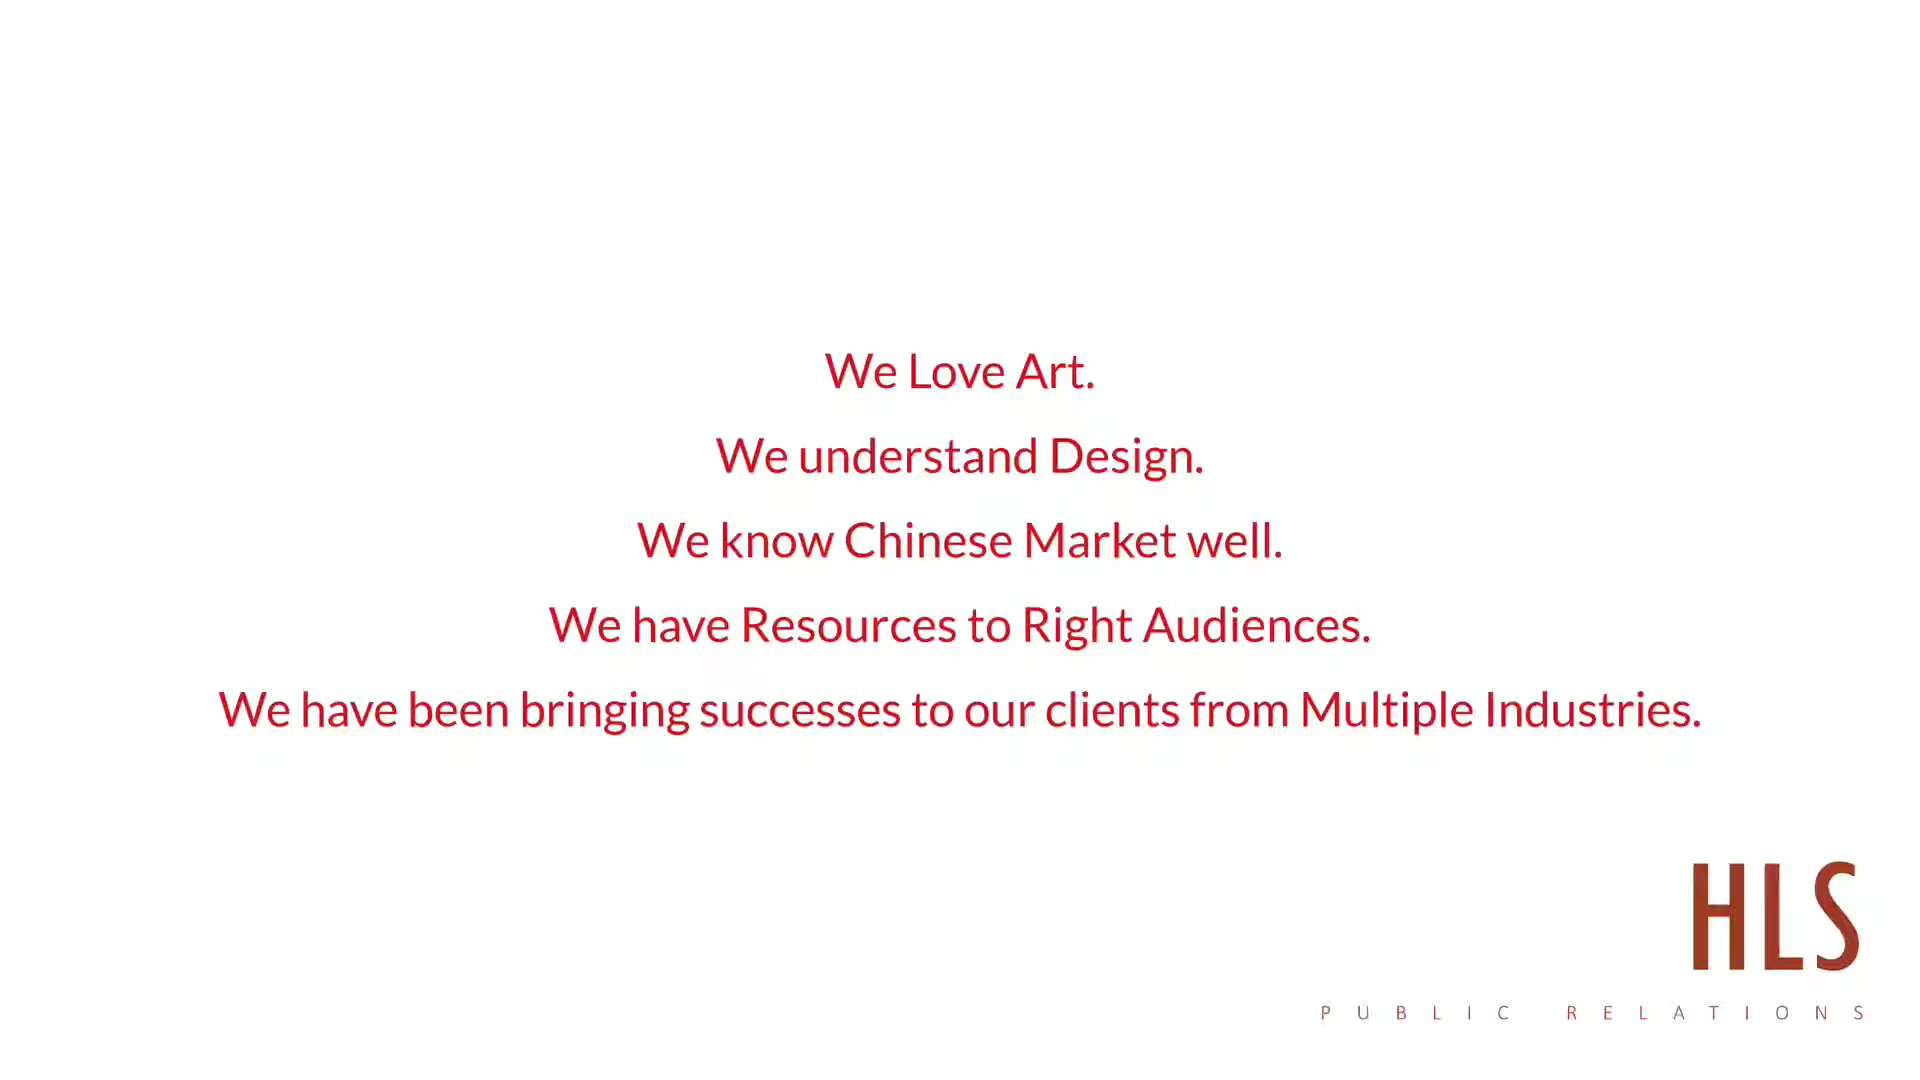 We Love Art.
We understand Design.
We know Chinese Market well.
We have Resources to Right Audiences.
We have been bringing successes to our clients from Multiple Industries.
HLS
PUBLIC RELATIONS